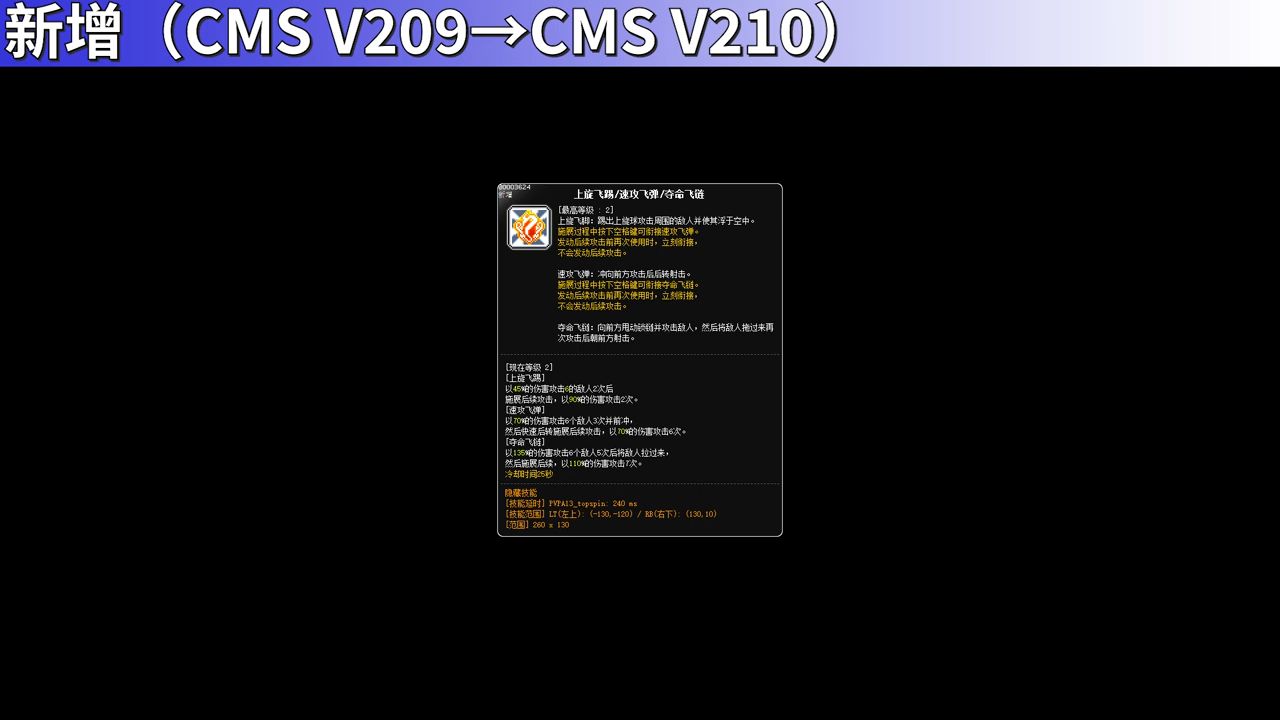 新增（CMS V209→CMS V210）
80003624
新增
上旋飞踢/速攻飞弹/夺命飞链
[最高等级 : 2]
上旋飞脚: 踢出上旋球攻击周围的敌人并使其浮于空中。
施展过程中按下空格键可衔接速攻飞弹。
发动后续攻击前再次使用时, 立刻衔接,
不会发动后续攻击。
速攻飞弹: 冲向前方攻击后后转射击。
施展过程中按下空格键可衔接夺命飞链。
发动后续攻击前再次使用时, 立刻衔接,
不会发动后续攻击。
夺命飞链: 向前方甩动锁链并攻击敌人, 然后将敌人拖过来再
次攻击后朝前方射击。
[现在等级 2]
[上旋飞踢]
以45%的伤害攻击6的敌人2次后
施展后续攻击, 以90%的伤害攻击2次。
[速攻飞弹]
以70%的伤害攻击6个敌人3次并前冲,
然后快速后转施展后续攻击, 以70%的伤害攻击6次。
[夺命飞链]
以135%的伤害攻击6个敌人5次后将敌人拉过来,
然后施展后续, 以110%的伤害攻击7次。
冷却时间25秒
隐藏技能
[技能延时] PVPA13_topspin: 240 ms
[技能范围] LT(左上): (-130,-120) / RB(右下): (130,10)
[范围] 260 x 130